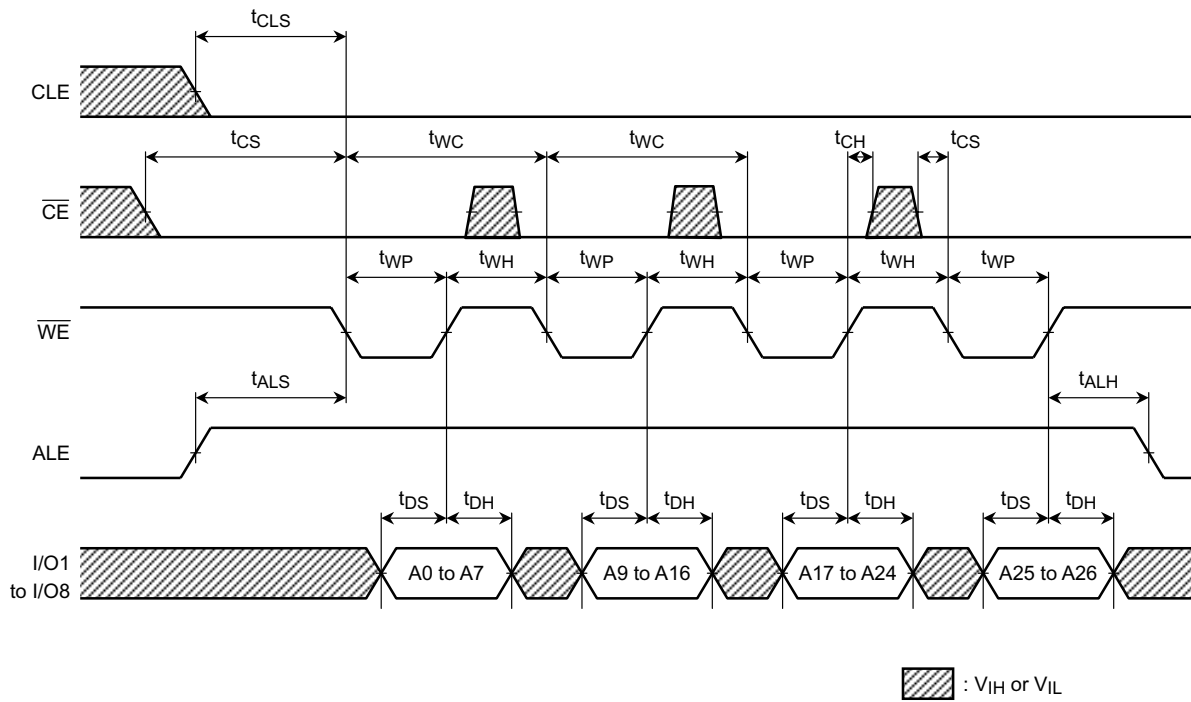 tCLS
CLE
tCS tWC tWC tCH tCS
CE
tWP tWH tWP tWH tWP tWH tWP
WE
tALS tALH
ALE
tDS tDH tDS tDH tDS tDH tDS tDH
I/O1
to I/O8
A0 to A7 A9 to A16 A17 to A24 A25 to A26
: VIH or VIL